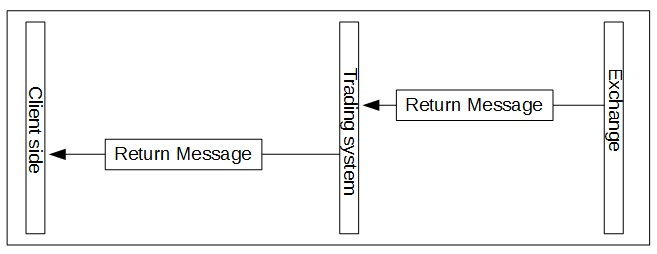 Client side
Trading system
Exchange
Return Message
Return Message